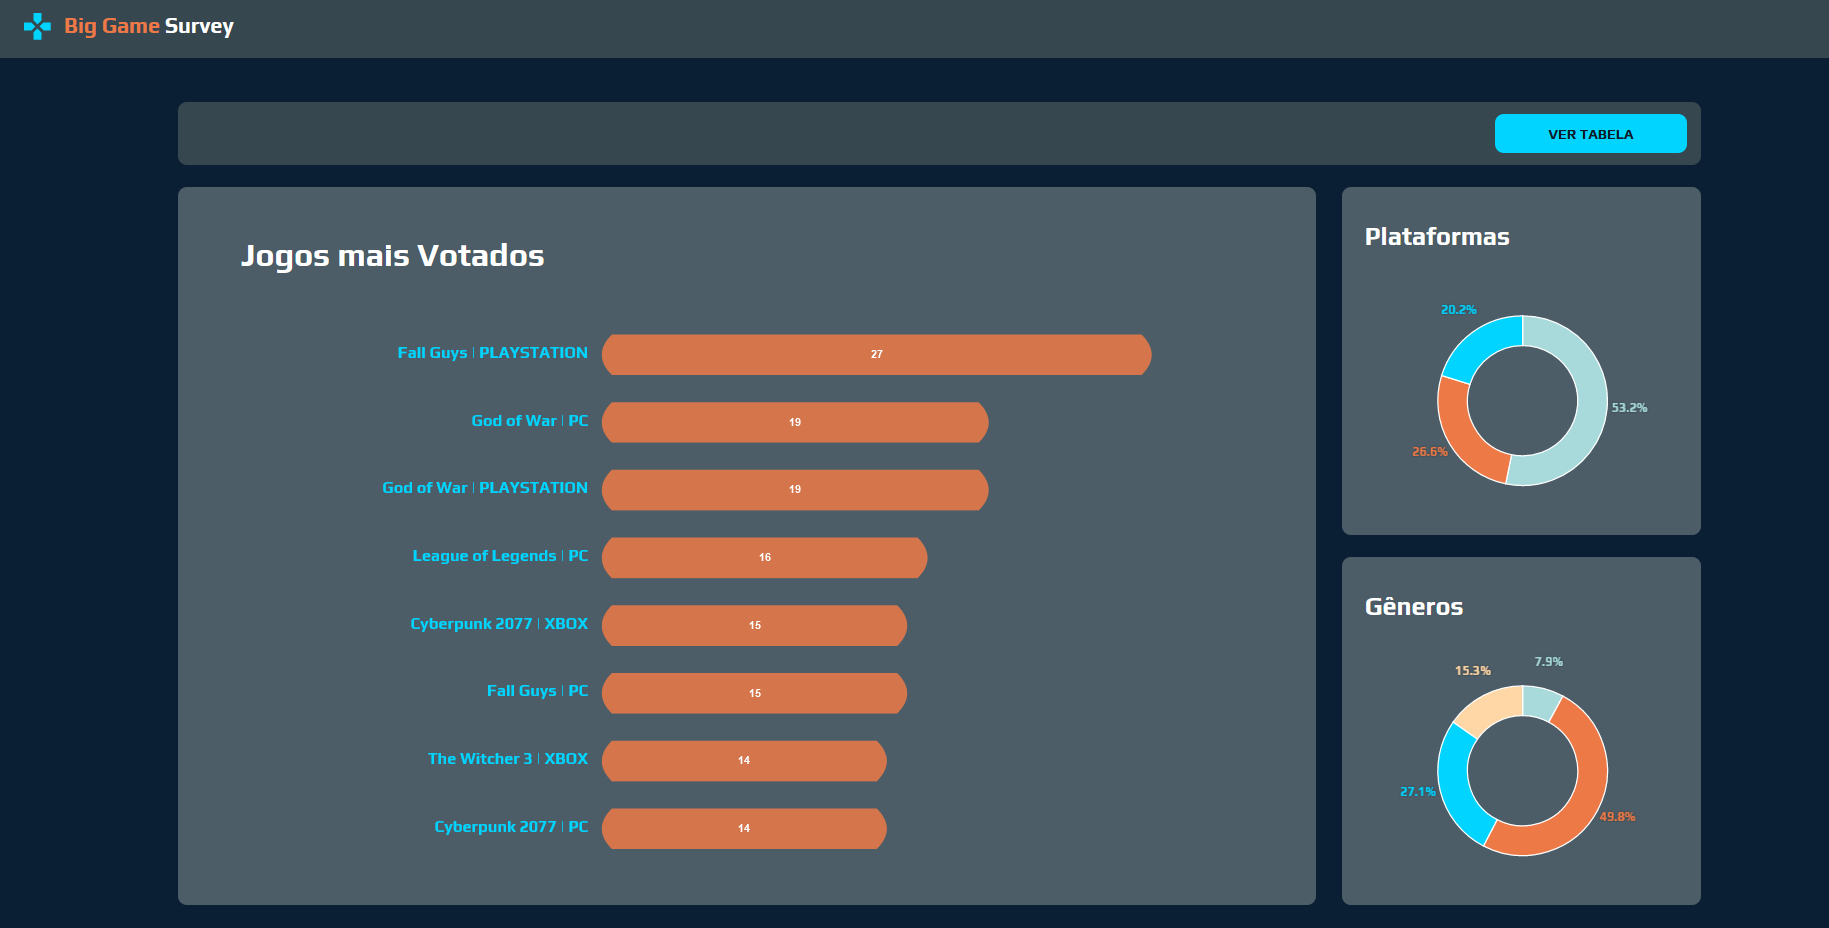 Big Game Survey
VER TABELA
Jogos mais Votados
Fall Guys | PLAYSTATION 27
God of War | PC 19
God of War | PLAYSTATION 19
League of Legends | PC 16
Cyberpunk 2077 | XBOX 15
Fall Guys | PC 15
The Witcher 3 | XBOX 14
Cyberpunk 2077 | PC 14
Plataformas
20.2%
53.2%
26.6%
Gêneros
7.9%
15.3%
27.1%
49.8%